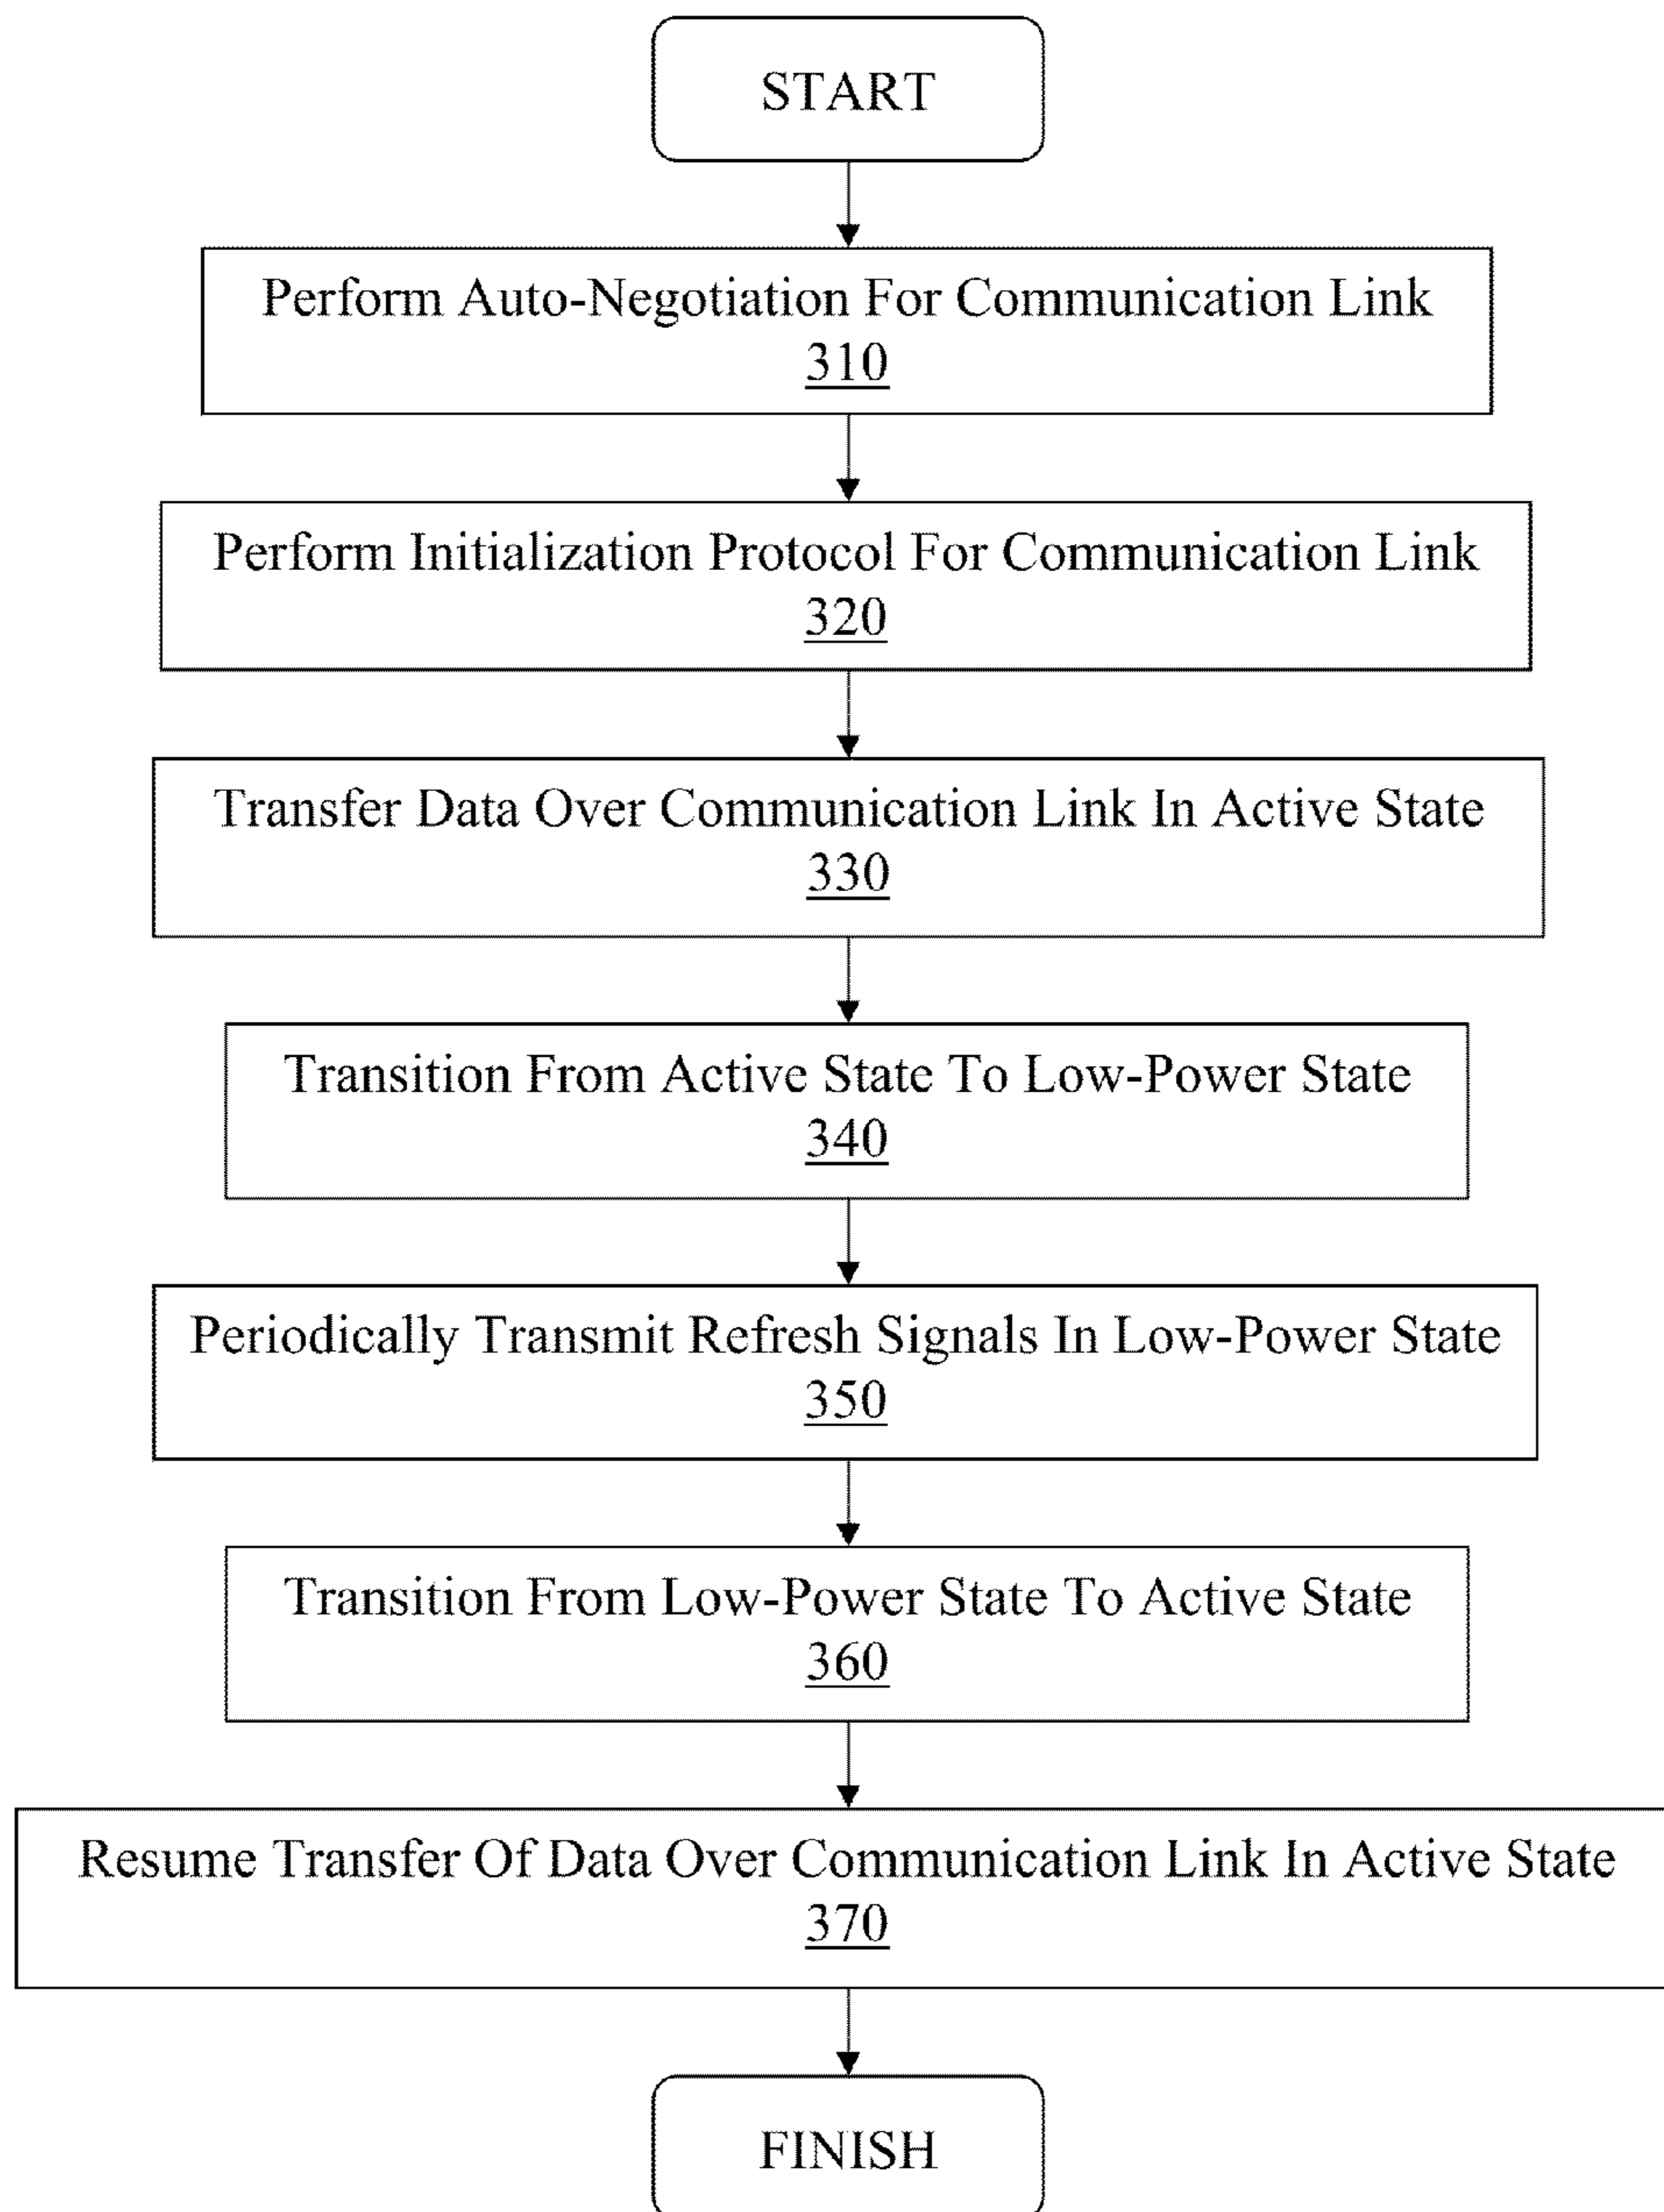 START
Perform Auto-Negotiation For Communication Link
310
Perform Initialization Protocol For Communication Link
320
Transfer Data Over Communication Link In Active State
330
Transition From Active State To Low-Power State
340
Periodically Transmit Refresh Signals In Low-Power State
350
Transition From Low-Power State To Active State
360
Resume Transfer Of Data Over Communication Link In Active State
370
FINISH